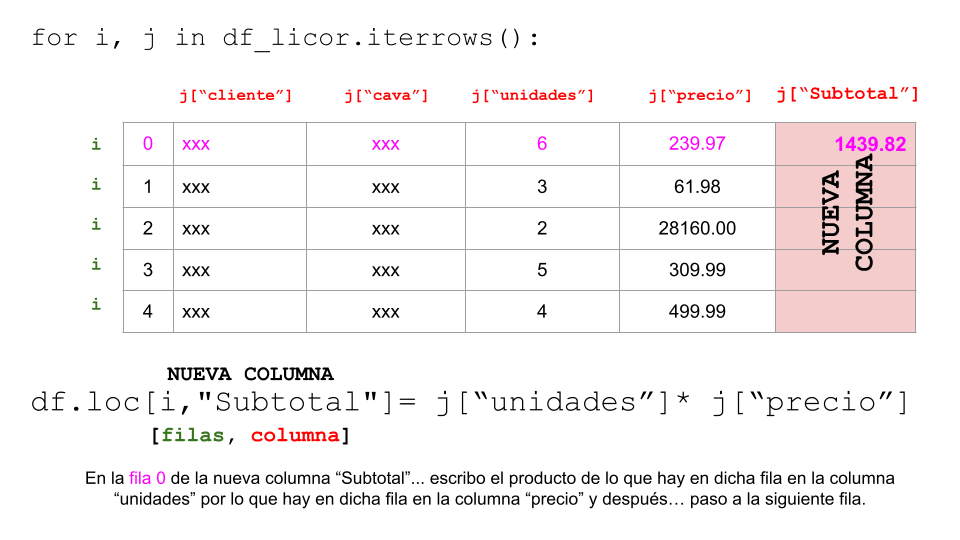 for i, j in df_licor.iterrows():
j[“cliente”] j[“cava”] j[“unidades”] j[“precio”] j[“Subtotal”]
i 0 xxx xxx 6 239.97 1439.82
i 1 xxx xxx 3 61.98
i 2 xxx xxx 2 28160.00
i 3 xxx xxx 5 309.99
i 4 xxx xxx 4 499.99
NUEVA
COLUMNA
NUEVA COLUMNA
df.loc[i,"Subtotal"]= j[“unidades”]* j[“precio”]
[filas, columna]
En la fila 0 de la nueva columna “Subtotal”... escribo el producto de lo que hay en dicha fila en la columna
“unidades” por lo que hay en dicha fila en la columna “precio” y después… paso a la siguiente fila.